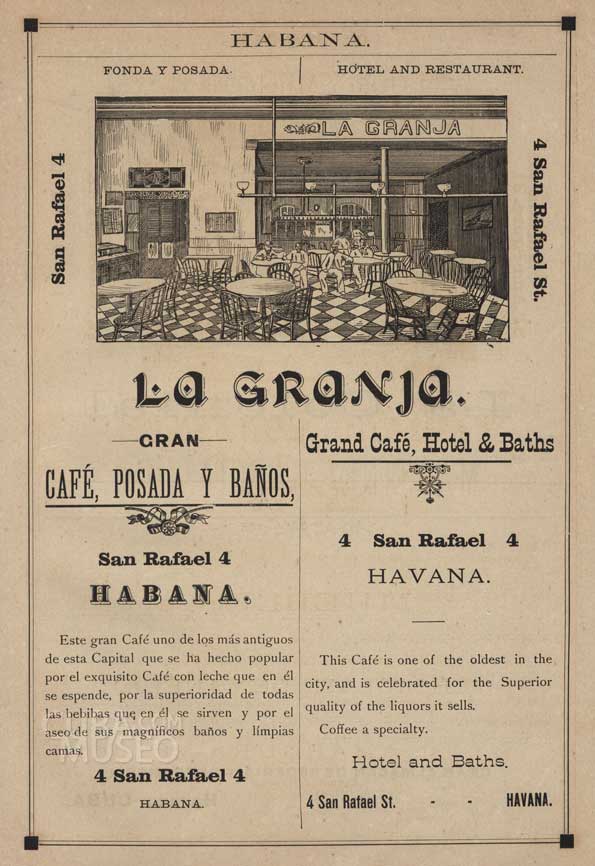 HABANA.
FONDA Y POSADA.
HOTEL AND RESTAURANT.
San Rafael 4
LA GRANJA
4 San Rafael St.
LA GRANJA.
GRAN
CAFÉ, POSADA Y BAÑOS,
San Rafael 4
HABANA.
Este gran Café uno de los más antiguos
de esta Capital que se ha hecho popular
por el exquisito Café con leche que en él
se espende, por la superioridad de todas
las bebibas que en él se sirven y por el
aseo de sus magníficos baños y límpias
camas.
San Rafael 4
HABANA.
Grand Café, Hotel & Baths
4 San Rafael 4
HAVANA.
This Café is one of the oldest in the
city, and is celebrated for the Superior
quality of the liquors it sells.
Coffee a specialty.
Hotel and Baths.
4 San Rafael St. - - HAVANA.
MUSEO